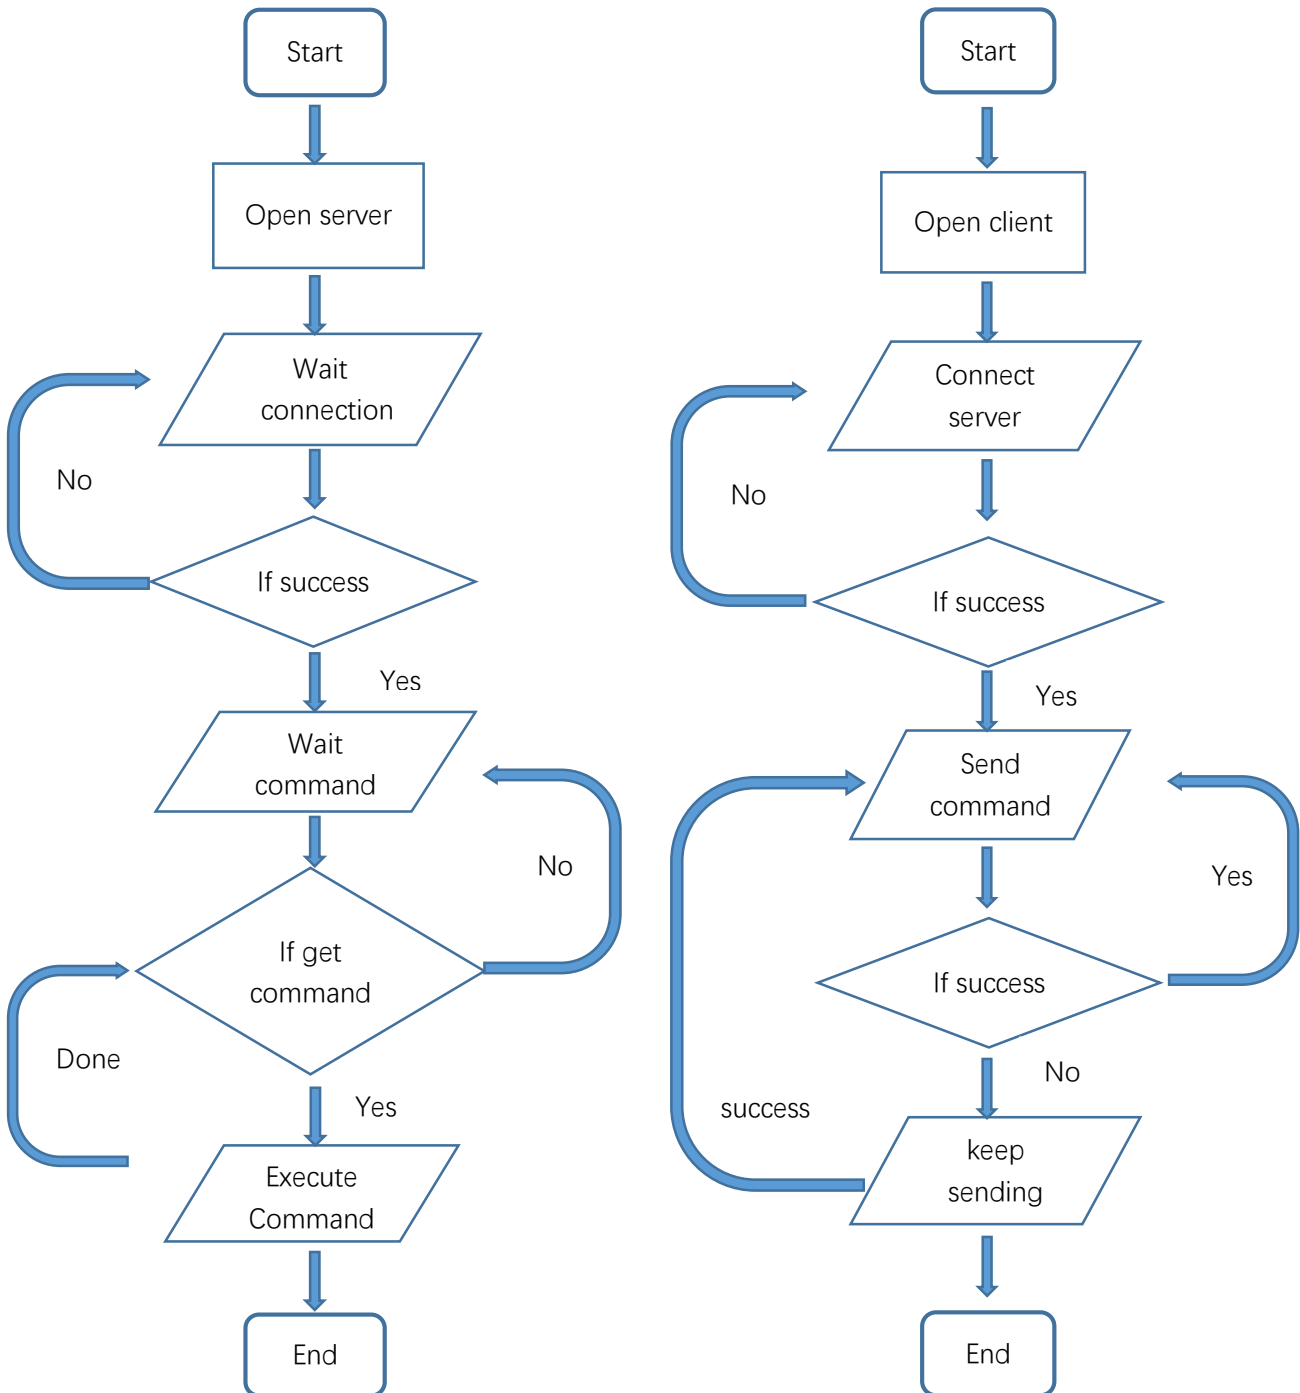 Start
Open server
Wait
connection
No
If success
Yes
Wait
command
No
If get
command
Done
Yes
Execute
Command
End
Start
Open client
Connect
server
No
If success
Yes
Send
command
Yes
If success
No
success
keep
sending
End